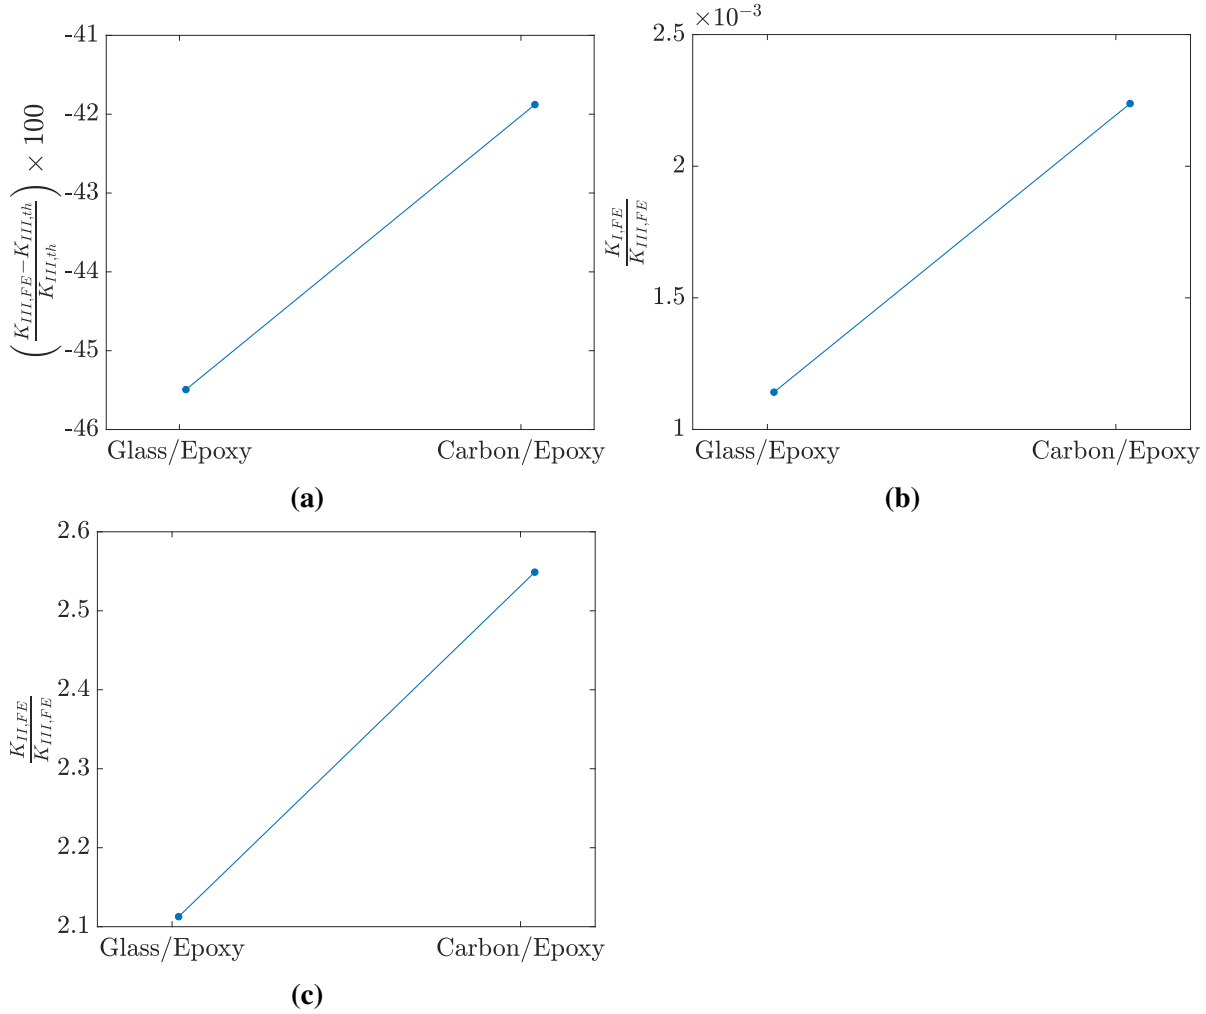 -41
-42
-43
-44
-45
-46
(K_{III,FE}−K_{III,th} / K_{III,th}) × 100
Glass/Epoxy Carbon/Epoxy
(a)
×10⁻³
2.5
2
1.5
1
K_{I,FE} / K_{III,FE}
Glass/Epoxy Carbon/Epoxy
(b)
2.6
2.5
2.4
2.3
2.2
2.1
K_{II,FE} / K_{III,FE}
Glass/Epoxy Carbon/Epoxy
(c)